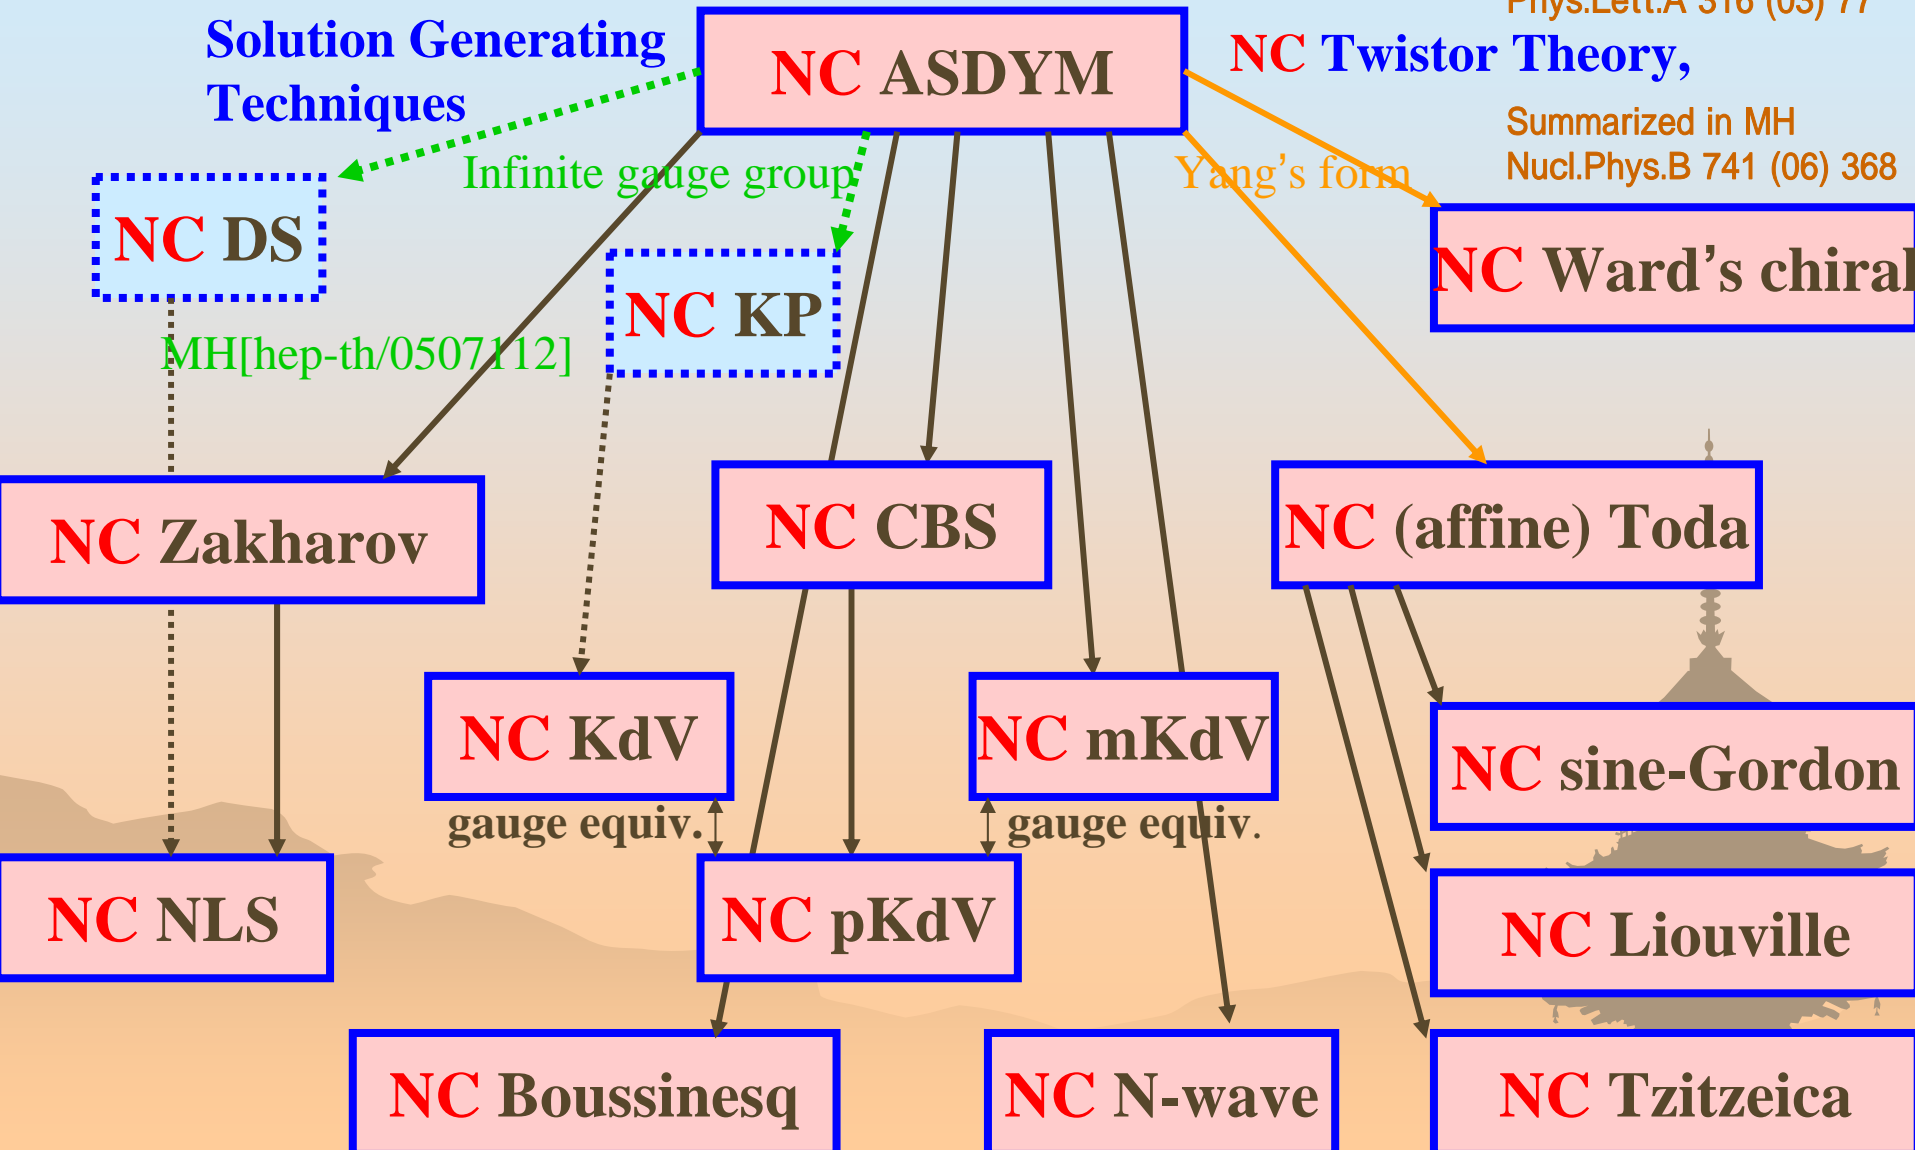 Phys.Lett.A 316 (03) 77
Solution Generating
Techniques
NC ASDYM
NC Twistor Theory,
Summarized in MH
Nucl.Phys.B 741 (06) 368
Infinite gauge group
Yang's form
NC DS
NC KP
NC Ward's chiral
MH[hep-th/0507112]
NC Zakharov
NC CBS
NC (affine) Toda
NC KdV
NC mKdV
NC sine-Gordon
gauge equiv.
gauge equiv.
NC NLS
NC pKdV
NC Liouville
NC Boussinesq
NC N-wave
NC Tzitzeica